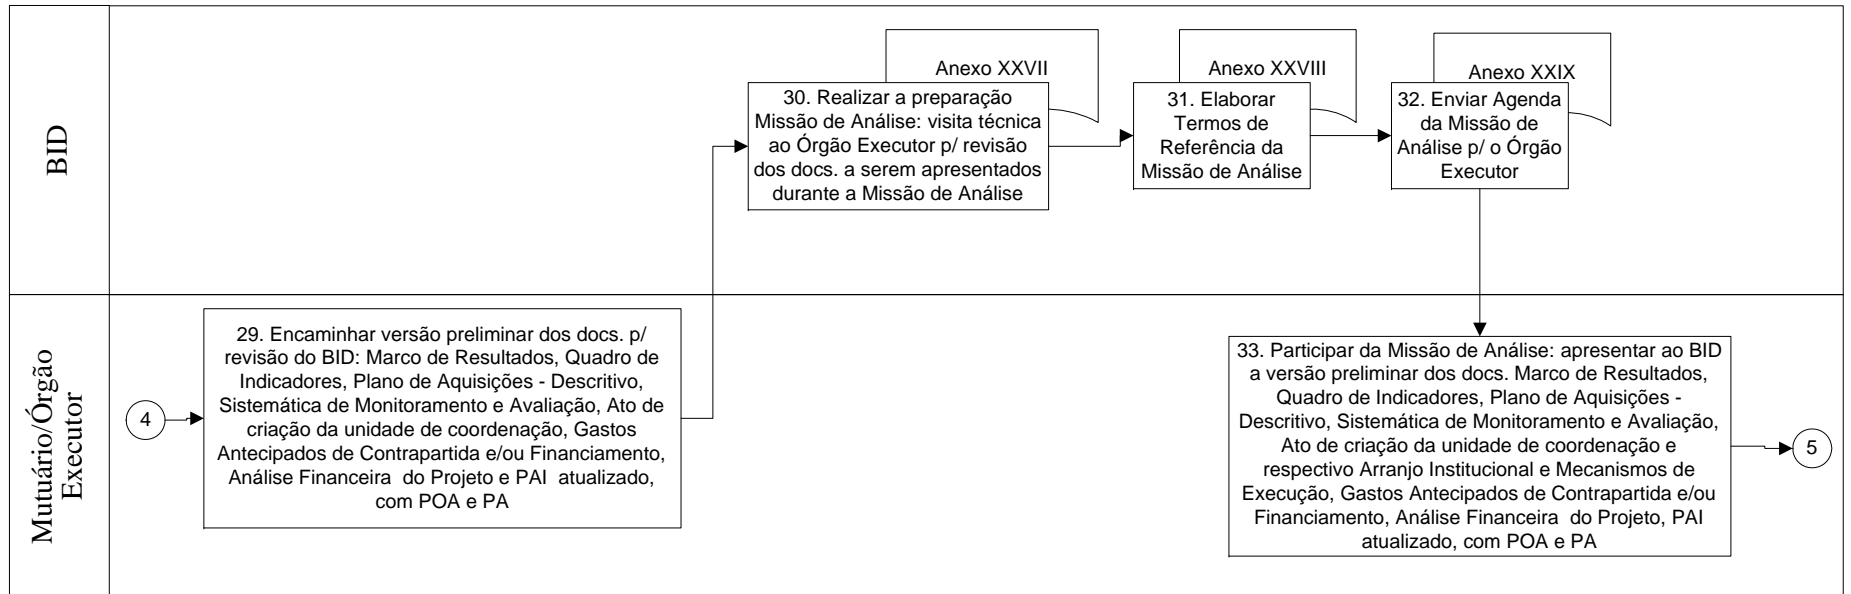 BID
Anexo XXVII
30. Realizar a preparação
Missão de Análise: visita técnica
ao Órgão Executor p/ revisão
dos docs. a serem apresentados
durante a Missão de Análise
Anexo XXVIII
31. Elaborar
Termos de
Referência da
Missão de Análise
Anexo XXIX
32. Enviar Agenda
da Missão de
Análise p/ o Órgão
Executor
Mutuário/Órgão
Executor
4
29. Encaminhar versão preliminar dos docs. p/
revisão do BID: Marco de Resultados, Quadro de
Indicadores, Plano de Aquisições - Descritivo,
Sistemática de Monitoramento e Avaliação, Ato de
criação da unidade de coordenação, Gastos
Antecipados de Contrapartida e/ou Financiamento,
Análise Financeira do Projeto e PAI atualizado,
com POA e PA
33. Participar da Missão de Análise: apresentar ao BID
a versão preliminar dos docs. Marco de Resultados,
Quadro de Indicadores, Plano de Aquisições -
Descritivo, Sistemática de Monitoramento e Avaliação,
Ato de criação da unidade de coordenação e
respectivo Arranjo Institucional e Mecanismos de
Execução, Gastos Antecipados de Contrapartida e/ou
Financiamento, Análise Financeira do Projeto, PAI
atualizado, com POA e PA
5